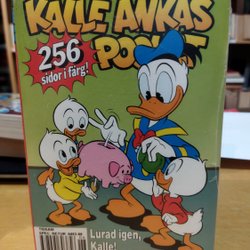 KALLE ANKAS
POCKET
256
sidor i färg!
Lurad igen,
Kalle!